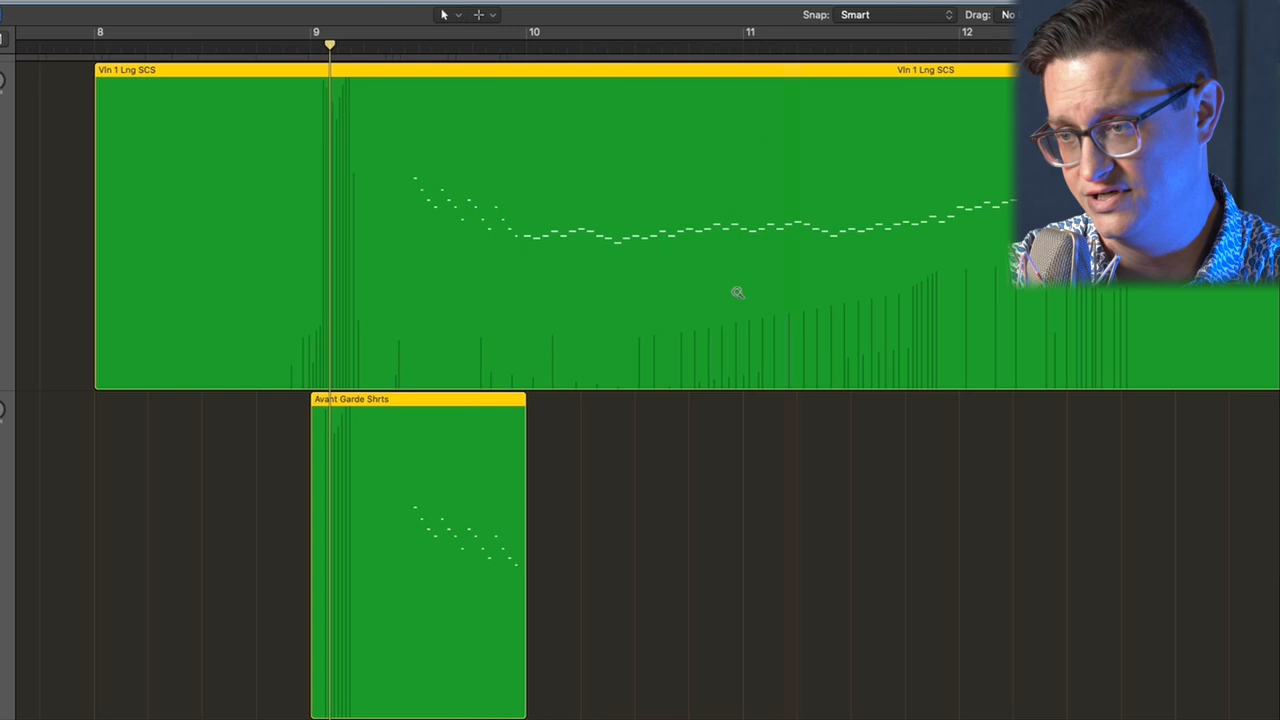 Snap: Smart Drag: No
8 9 10 11 12
Vln 1 Lng SCS Vln 1 Lng SCS
Avant Garde Shrts